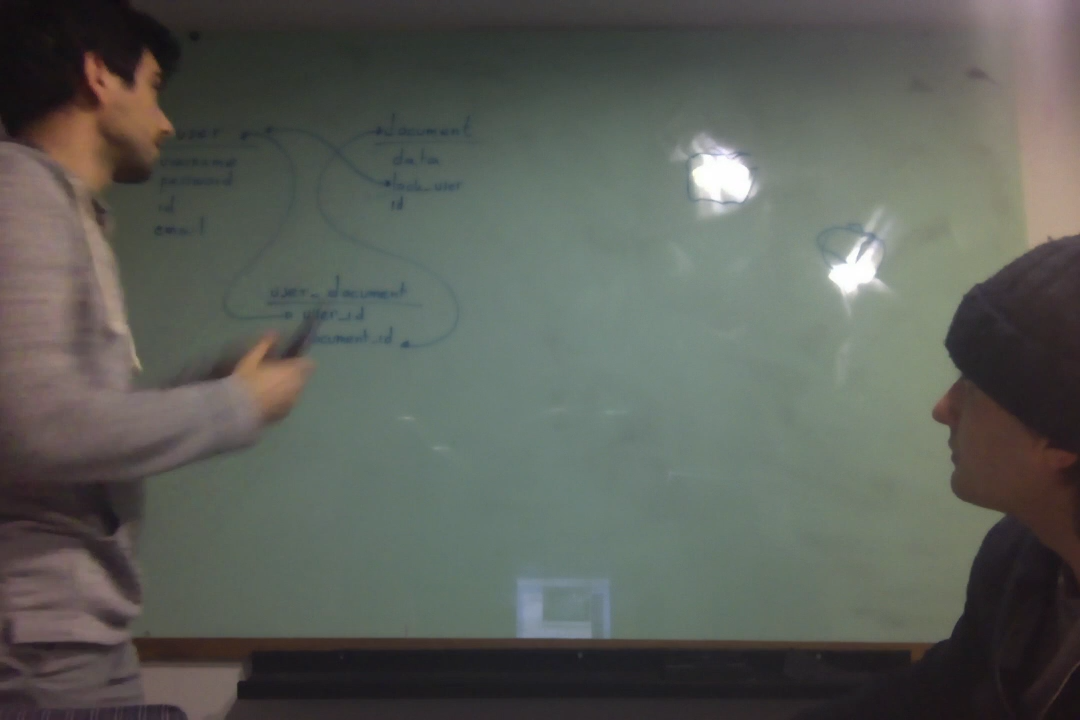 user
username
password
id
email
document
data
lock_user
id
user_document
user_id
document_id